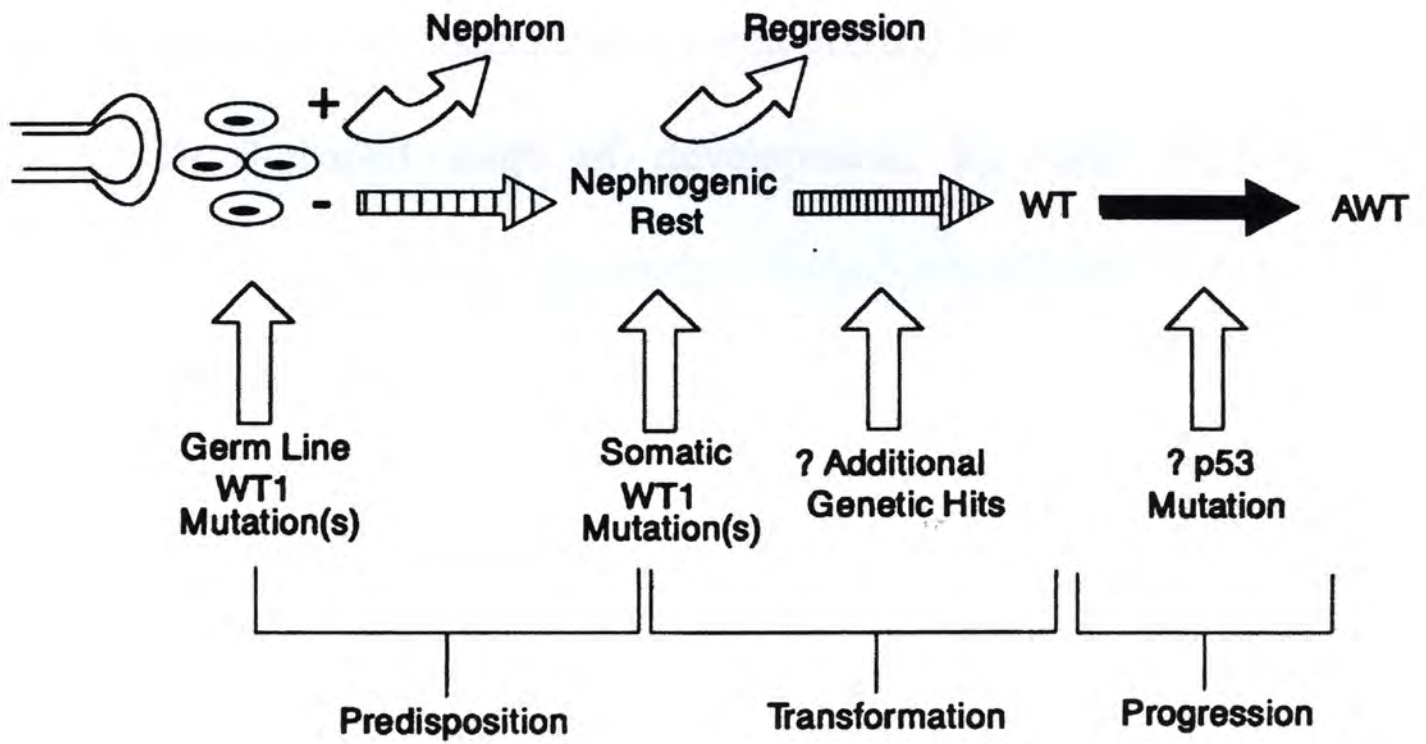 Nephron
Regression
+
-
Nephrogenic
Rest
WT
AWT
Germ Line
WT1
Mutation(s)
Somatic
WT1
Mutation(s)
? Additional
Genetic Hits
? p53
Mutation
Predisposition
Transformation
Progression